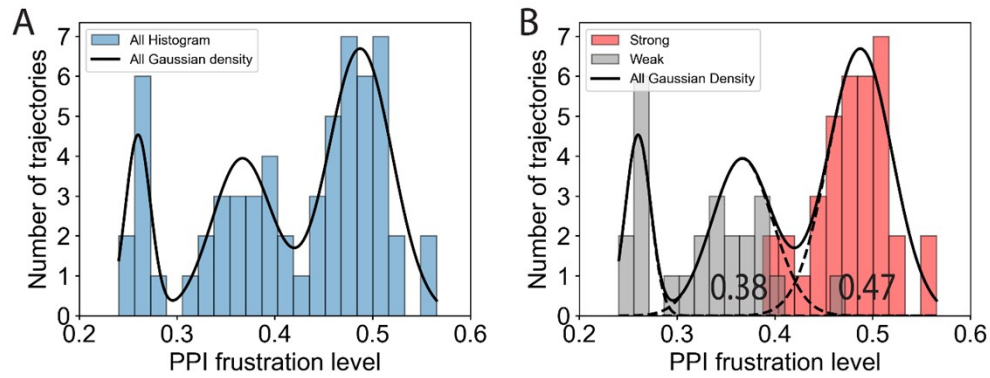 A
7
6
5
4
3
2
1
0
Number of trajectories
All Histogram
All Gaussian density
0.2
0.3
0.4
0.5
0.6
PPI frustration level
B
7
6
5
4
3
2
1
0
Number of trajectories
Strong
Weak
All Gaussian Density
0.38
0.47
0.2
0.3
0.4
0.5
0.6
PPI frustration level